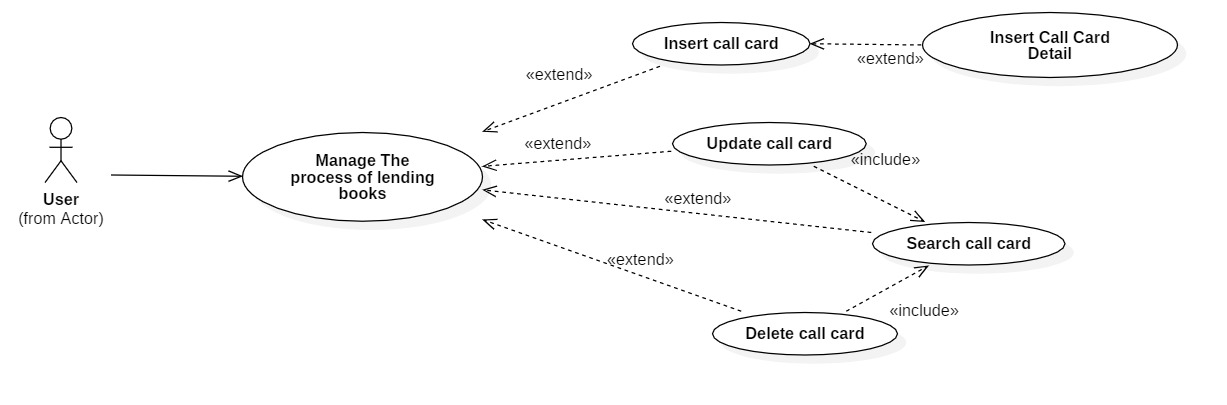 Insert call card
Insert Call Card
Detail
«extend»
«extend»
«extend»
Update call card
«include»
Manage The
process of lending
books
User
(from Actor)
«extend»
Search call card
«extend»
«include»
Delete call card